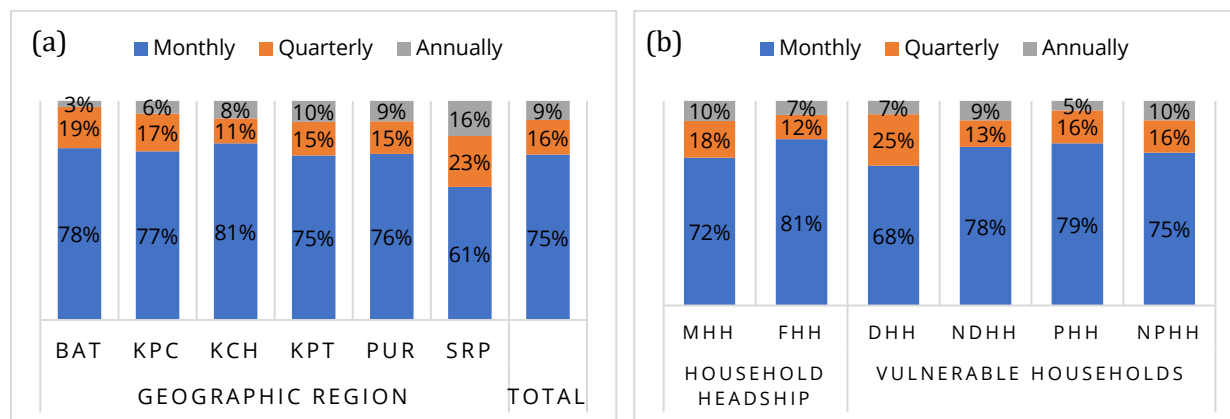 (a)
Monthly Quarterly Annually
3% 6% 8% 10% 9% 16% 9%
19% 17% 11% 15% 15% 23% 16%
78% 77% 81% 75% 76% 61% 75%
BAT KPC KCH KPT PUR SRP
GEOGRAPHIC REGION TOTAL
(b)
Monthly Quarterly Annually
10% 7% 7% 9% 5% 10%
18% 12% 25% 13% 16% 16%
72% 81% 68% 78% 79% 75%
MHH FHH DHH NDHH PHH NPHH
HOUSEHOLD HEADSHIP
VULNERABLE HOUSEHOLDS